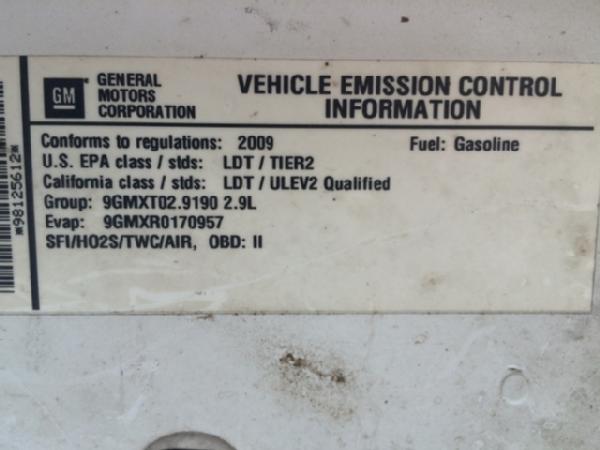 GM
GENERAL
MOTORS
CORPORATION
VEHICLE EMISSION CONTROL
INFORMATION
Conforms to regulations: 2009 Fuel: Gasoline
U.S. EPA class / stds: LDT / TIER2
California class / stds: LDT / ULEV2 Qualified
Group: 9GMXT02.9190 2.9L
Evap: 9GMXR0170957
SFI/HO2S/TWC/AIR, OBD: II
98125612